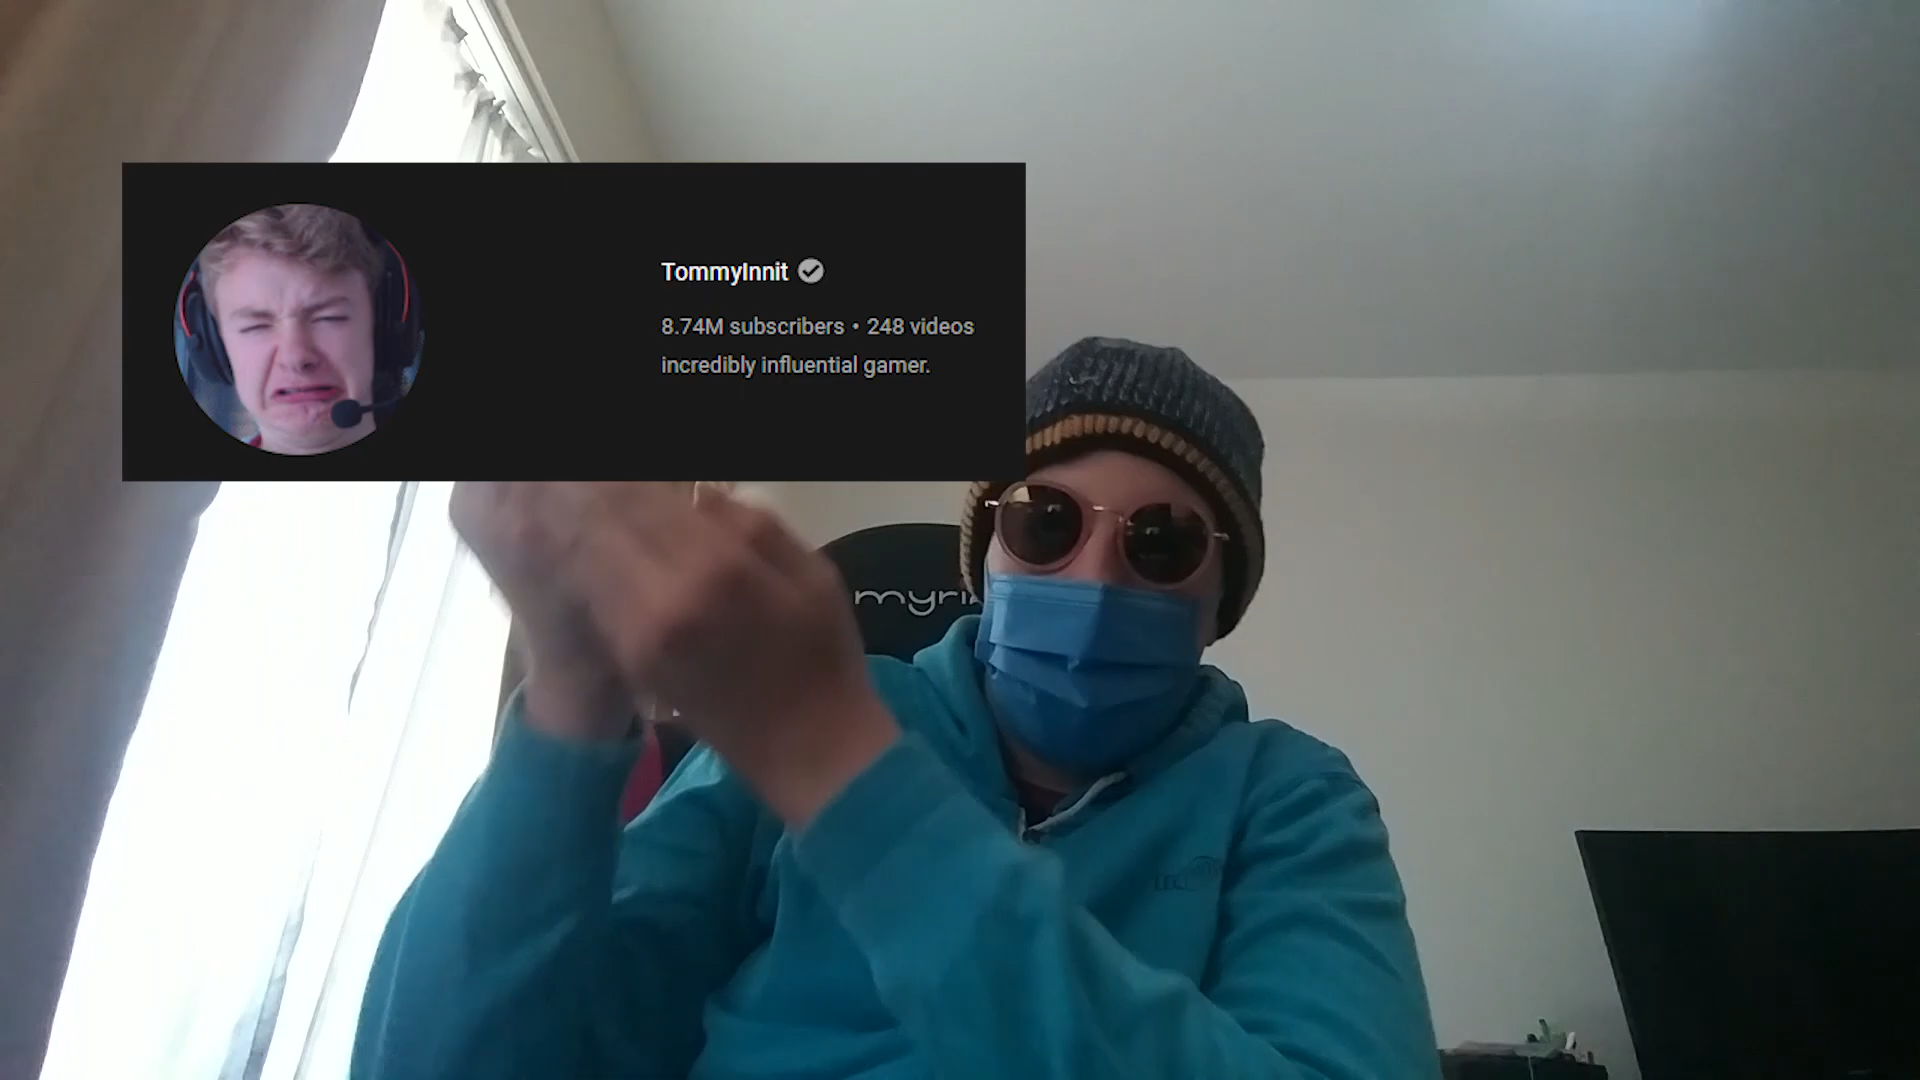 TommyInnit
8.74M subscribers • 248 videos
incredibly influential gamer.